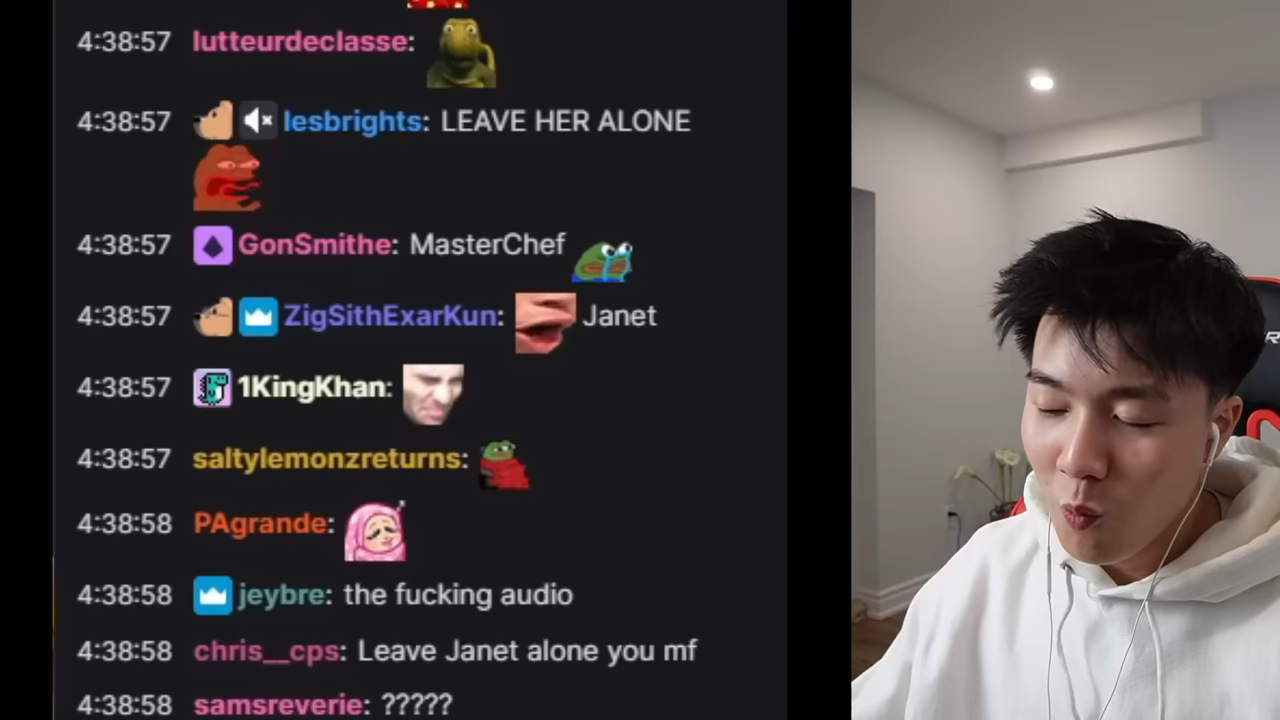 4:38:57 lutteurdeclasse:
4:38:57 lesbrights: LEAVE HER ALONE
4:38:57 GonSmithe: MasterChef
4:38:57 ZigSithExarKun: Janet
4:38:57 1KingKhan:
4:38:57 saltylemonzreturns:
4:38:58 PAgrande:
4:38:58 jeybre: the fucking audio
4:38:58 chris__cps: Leave Janet alone you mf
4:38:58 samsreverie: ?????